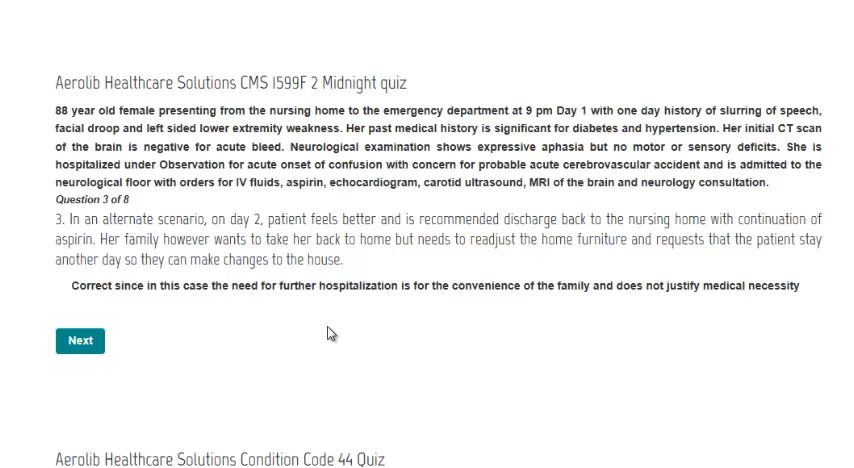 Aerolib Healthcare Solutions CMS 1599F 2 Midnight quiz
88 year old female presenting from the nursing home to the emergency department at 9 pm Day 1 with one day history of slurring of speech,
facial droop and left sided lower extremity weakness. Her past medical history is significant for diabetes and hypertension. Her initial CT scan
of the brain is negative for acute bleed. Neurological examination shows expressive aphasia but no motor or sensory deficits. She is
hospitalized under Observation for acute onset of confusion with concern for probable acute cerebrovascular accident and is admitted to the
neurological floor with orders for IV fluids, aspirin, echocardiogram, carotid ultrasound, MRI of the brain and neurology consultation.
Question 3 of 8
3. In an alternate scenario, on day 2, patient feels better and is recommended discharge back to the nursing home with continuation of
aspirin. Her family however wants to take her back to home but needs to readjust the home furniture and requests that the patient stay
another day so they can make changes to the house.
Correct since in this case the need for further hospitalization is for the convenience of the family and does not justify medical necessity
Next
Aerolib Healthcare Solutions Condition Code 44 Quiz